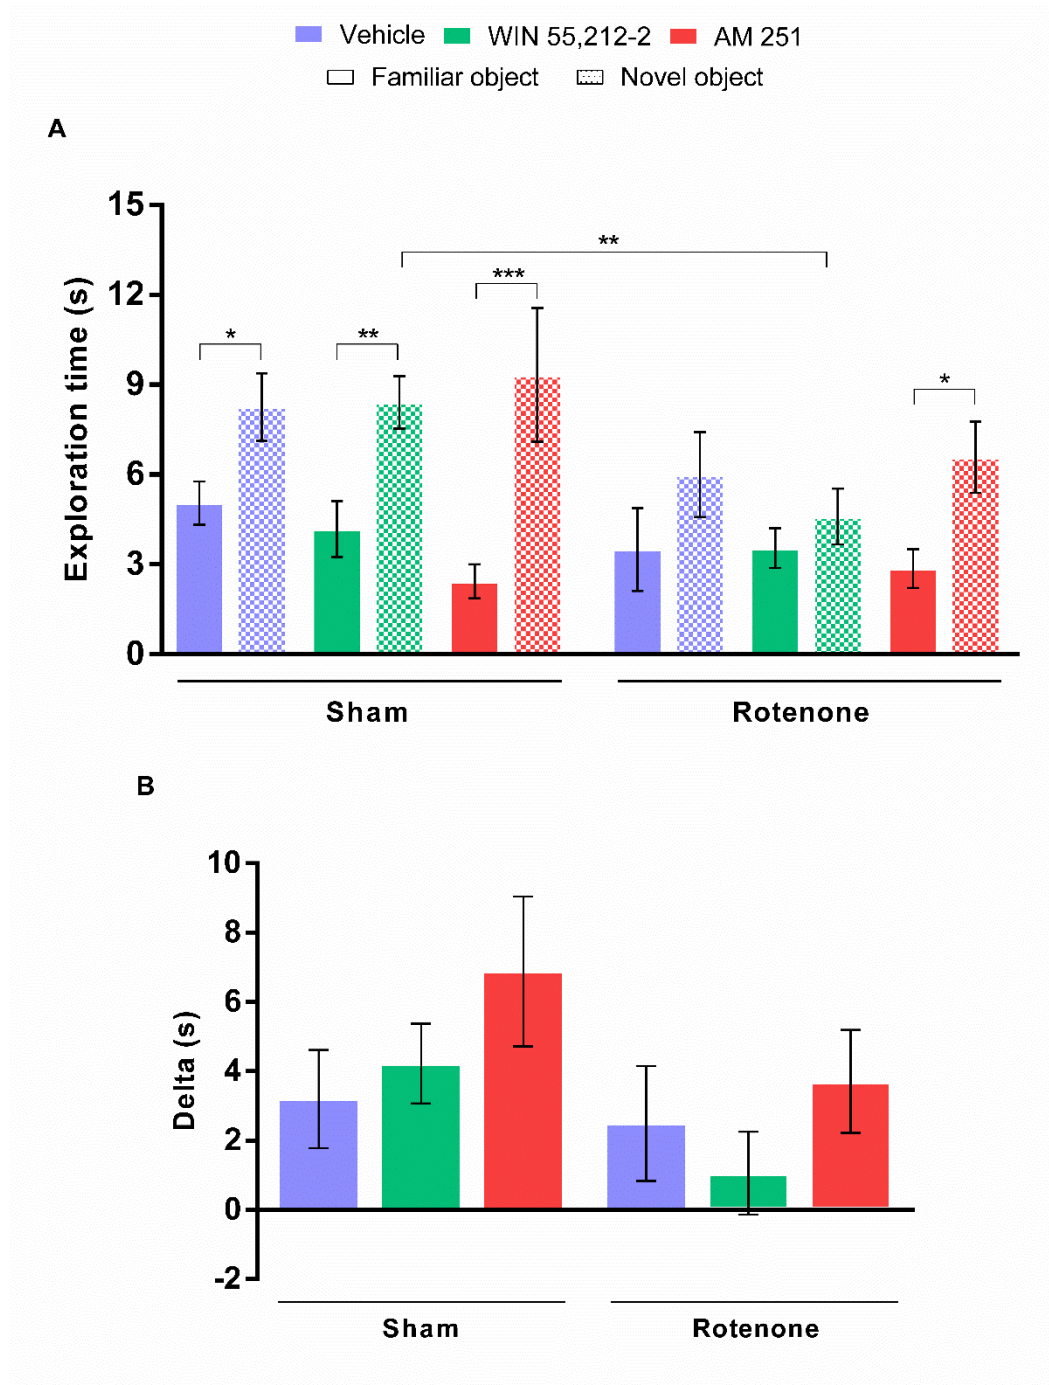 Vehicle WIN 55,212-2 AM 251
Familiar object Novel object
A
Exploration time (s)
15
12
9
6
3
0
**
***
*
**
*
Sham Rotenone
B
Delta (s)
10
8
6
4
2
0
-2
Sham Rotenone